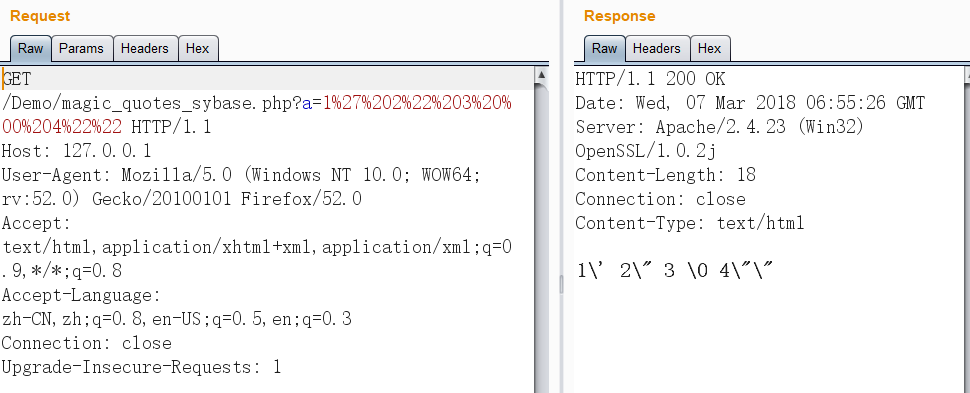 Request
Raw Params Headers Hex
GET
/Demo/magic_quotes_sybase.php?a=1%27%202%22%203%20%
00%204%22%22 HTTP/1.1
Host: 127.0.0.1
User-Agent: Mozilla/5.0 (Windows NT 10.0; WOW64;
rv:52.0) Gecko/20100101 Firefox/52.0
Accept:
text/html,application/xhtml+xml,application/xml;q=0
.9,*/*;q=0.8
Accept-Language:
zh-CN,zh;q=0.8,en-US;q=0.5,en;q=0.3
Connection: close
Upgrade-Insecure-Requests: 1
Response
Raw Headers Hex
HTTP/1.1 200 OK
Date: Wed, 07 Mar 2018 06:55:26 GMT
Server: Apache/2.4.23 (Win32)
OpenSSL/1.0.2j
Content-Length: 18
Connection: close
Content-Type: text/html
1\' 2\" 3 \0 4\"\"